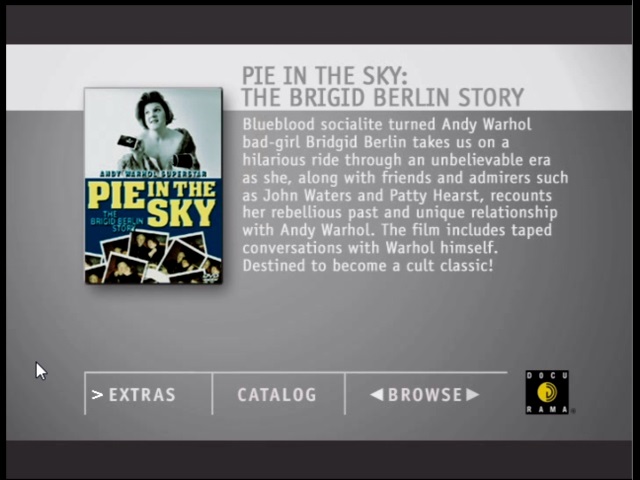 PIE IN THE SKY:
THE BRIGID BERLIN STORY
Blueblood socialite turned Andy Warhol
bad-girl Bridgid Berlin takes us on a
hilarious ride through an unbelievable era
as she, along with friends and admirers such
as John Waters and Patty Hearst, recounts
her rebellious past and unique relationship
with Andy Warhol. The film includes taped
conversations with Warhol himself.
Destined to become a cult classic!
ANDY WARHOL SUPERSTAR
PIE IN THE
SKY
THE
BRIGID BERLIN
STORY
DVD
>EXTRAS
CATALOG
◀BROWSE▶
DOCU
RAMA®